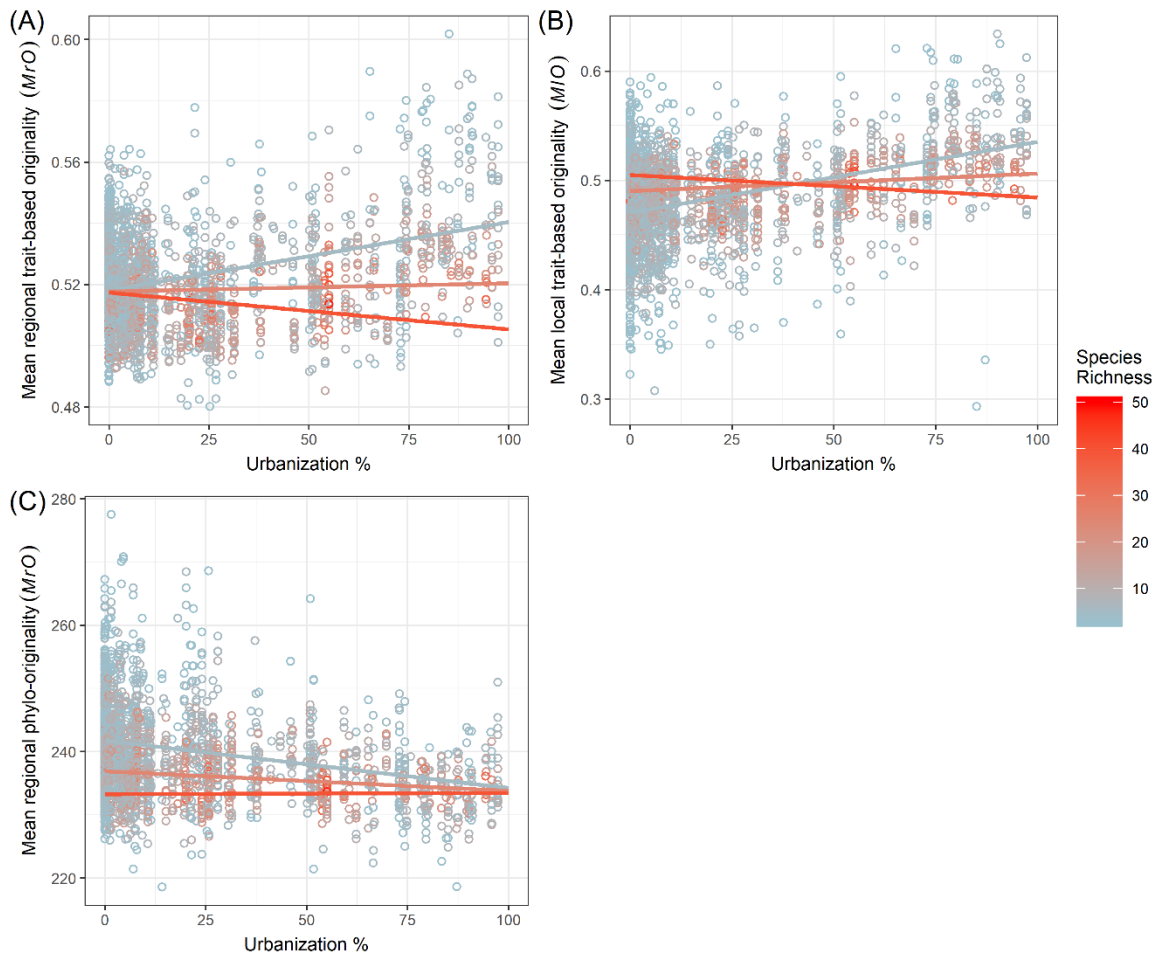 (A)
0.60
0.56
0.52
0.48
Mean regional trait-based originality (MrO)
0
25
50
75
100
Urbanization %
(B)
0.6
0.5
0.4
0.3
Mean local trait-based originality (MlO)
0
25
50
75
100
Urbanization %
(C)
280
260
240
220
Mean regional phylo-originality (MrO)
0
25
50
75
100
Urbanization %
Species
Richness
50
40
30
20
10